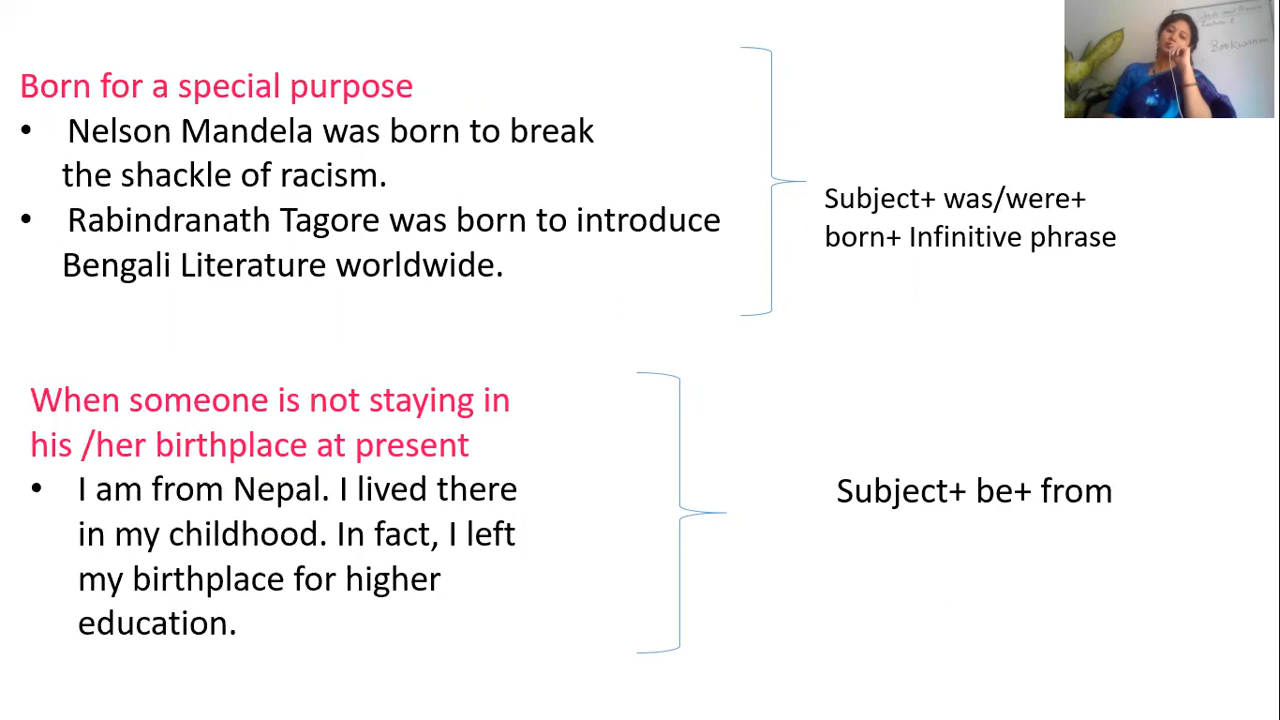 Born for a special purpose
• Nelson Mandela was born to break
the shackle of racism.
• Rabindranath Tagore was born to introduce
Bengali Literature worldwide.
Subject+ was/were+
born+ Infinitive phrase
When someone is not staying in
his /her birthplace at present
• I am from Nepal. I lived there
in my childhood. In fact, I left
my birthplace for higher
education.
Subject+ be+ from